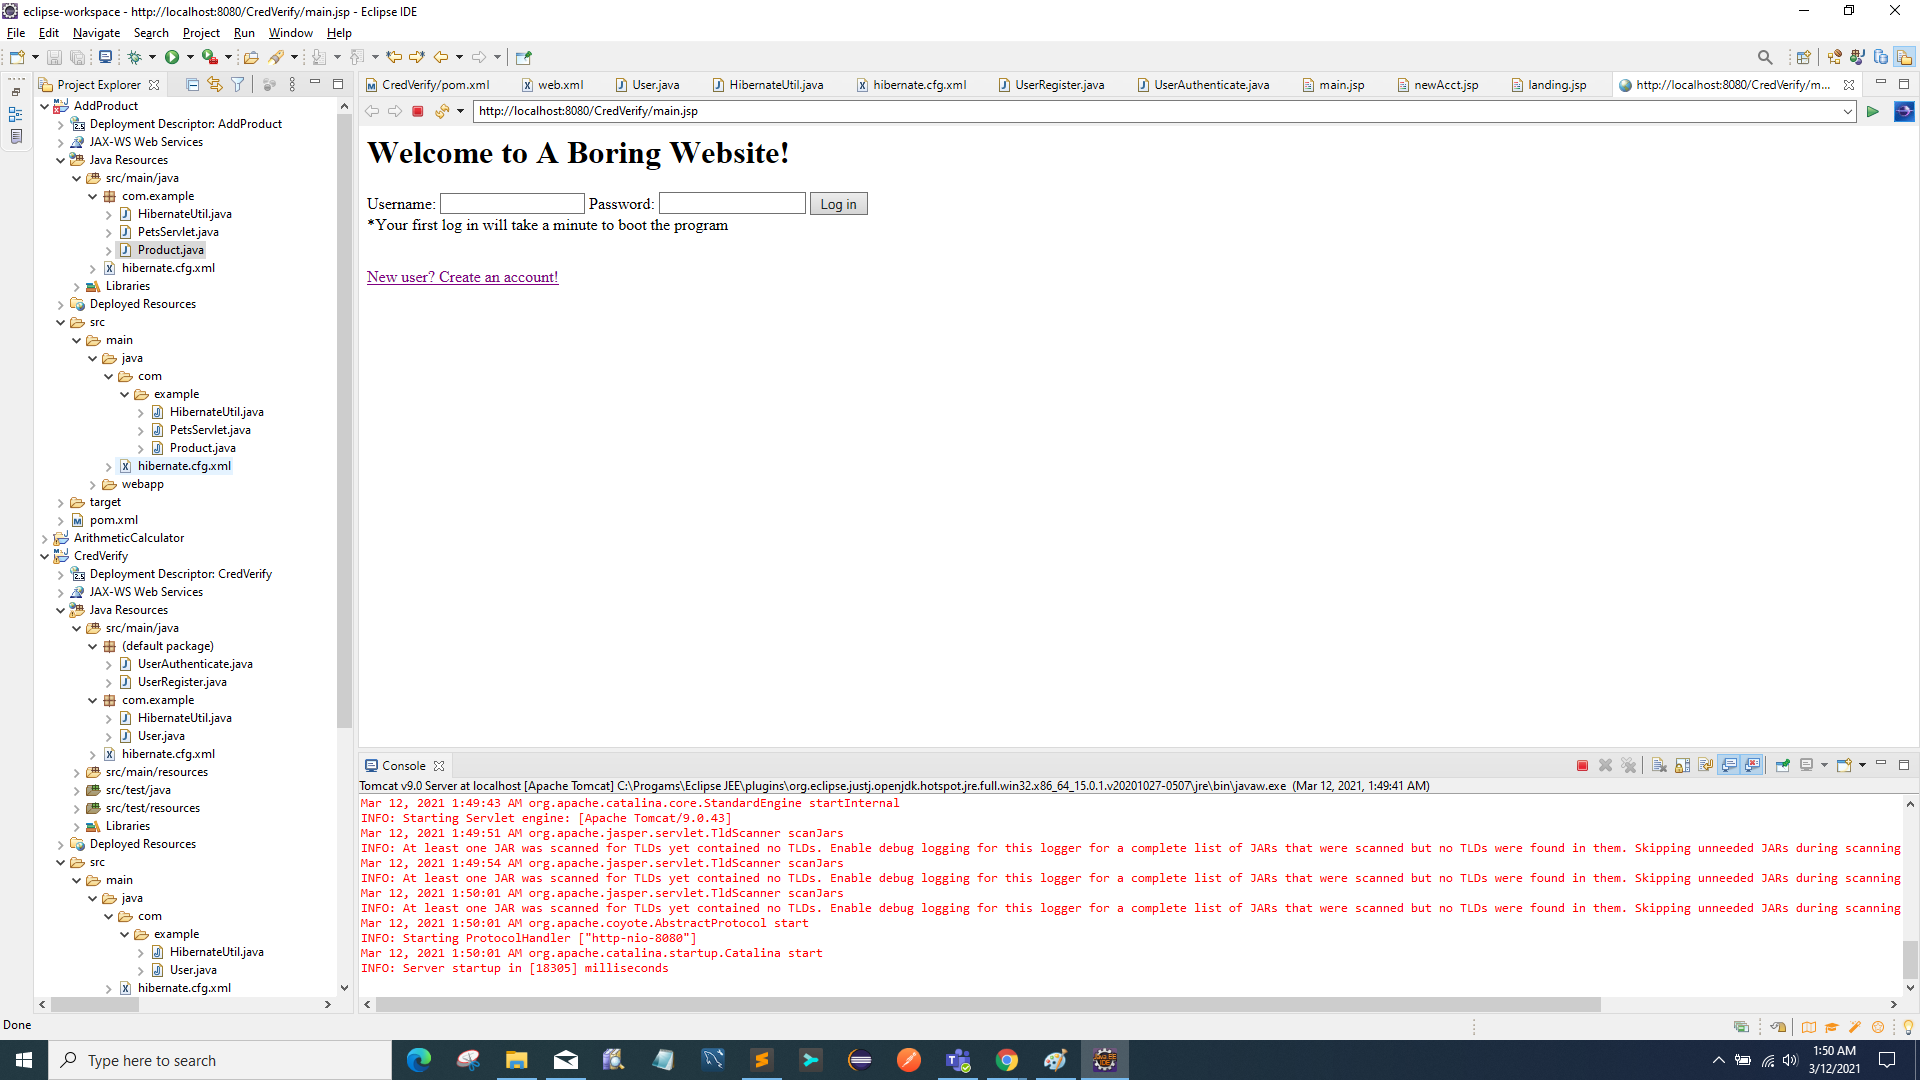 eclipse-workspace - http://localhost:8080/CredVerify/main.jsp - Eclipse IDE
File Edit Navigate Search Project Run Window Help
Project Explorer
AddProduct
Deployment Descriptor: AddProduct
JAX-WS Web Services
Java Resources
src/main/java
com.example
HibernateUtil.java
PetsServlet.java
Product.java
hibernate.cfg.xml
Libraries
Deployed Resources
src
main
java
com
example
HibernateUtil.java
PetsServlet.java
Product.java
hibernate.cfg.xml
webapp
target
pom.xml
ArithmeticCalculator
CredVerify
Deployment Descriptor: CredVerify
JAX-WS Web Services
Java Resources
src/main/java
(default package)
UserAuthenticate.java
UserRegister.java
com.example
HibernateUtil.java
User.java
hibernate.cfg.xml
src/main/resources
src/test/java
src/test/resources
Libraries
Deployed Resources
src
main
java
com
example
HibernateUtil.java
User.java
hibernate.cfg.xml
CredVerify/pom.xml web.xml User.java HibernateUtil.java hibernate.cfg.xml UserRegister.java UserAuthenticate.java main.jsp newAcct.jsp landing.jsp http://localhost:8080/CredVerify/m...
http://localhost:8080/CredVerify/main.jsp
Welcome to A Boring Website!
Username: Password: Log in
*Your first log in will take a minute to boot the program
New user? Create an account!
Console
Tomcat v9.0 Server at localhost [Apache Tomcat] C:\Progams\Eclipse JEE\plugins\org.eclipse.justj.openjdk.hotspot.jre.full.win32.x86_64_15.0.1.v20201027-0507\jre\bin\javaw.exe (Mar 12, 2021, 1:49:41 AM)
Mar 12, 2021 1:49:43 AM org.apache.catalina.core.StandardEngine startInternal
INFO: Starting Servlet engine: [Apache Tomcat/9.0.43]
Mar 12, 2021 1:49:51 AM org.apache.jasper.servlet.TldScanner scanJars
INFO: At least one JAR was scanned for TLDs yet contained no TLDs. Enable debug logging for this logger for a complete list of JARs that were scanned but no TLDs were found in them. Skipping unneeded JARs during scanning
Mar 12, 2021 1:49:54 AM org.apache.jasper.servlet.TldScanner scanJars
INFO: At least one JAR was scanned for TLDs yet contained no TLDs. Enable debug logging for this logger for a complete list of JARs that were scanned but no TLDs were found in them. Skipping unneeded JARs during scanning
Mar 12, 2021 1:50:01 AM org.apache.jasper.servlet.TldScanner scanJars
INFO: At least one JAR was scanned for TLDs yet contained no TLDs. Enable debug logging for this logger for a complete list of JARs that were scanned but no TLDs were found in them. Skipping unneeded JARs during scanning
Mar 12, 2021 1:50:01 AM org.apache.coyote.AbstractProtocol start
INFO: Starting ProtocolHandler ["http-nio-8080"]
Mar 12, 2021 1:50:01 AM org.apache.catalina.startup.Catalina start
INFO: Server startup in [18305] milliseconds
Done
Type here to search
1:50 AM
3/12/2021